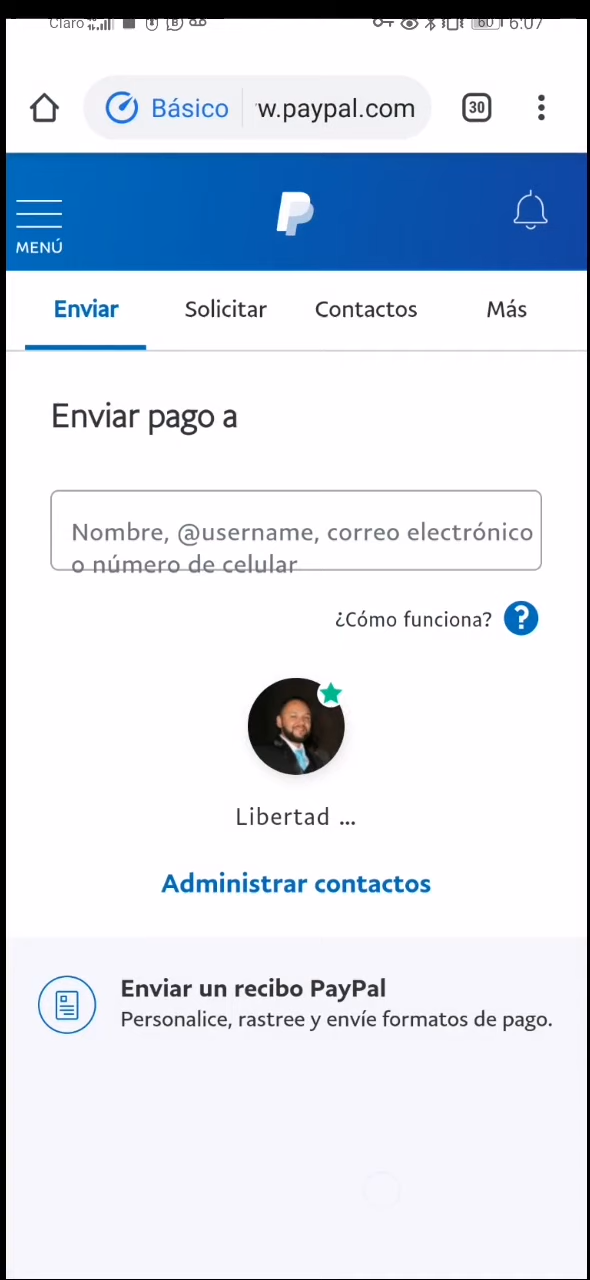 Claro
60 6:07
Básico w.paypal.com 30
MENÚ
Enviar Solicitar Contactos Más
Enviar pago a
Nombre, @username, correo electrónico
o número de celular
¿Cómo funciona? ?
Libertad ...
Administrar contactos
Enviar un recibo PayPal
Personalice, rastree y envíe formatos de pago.